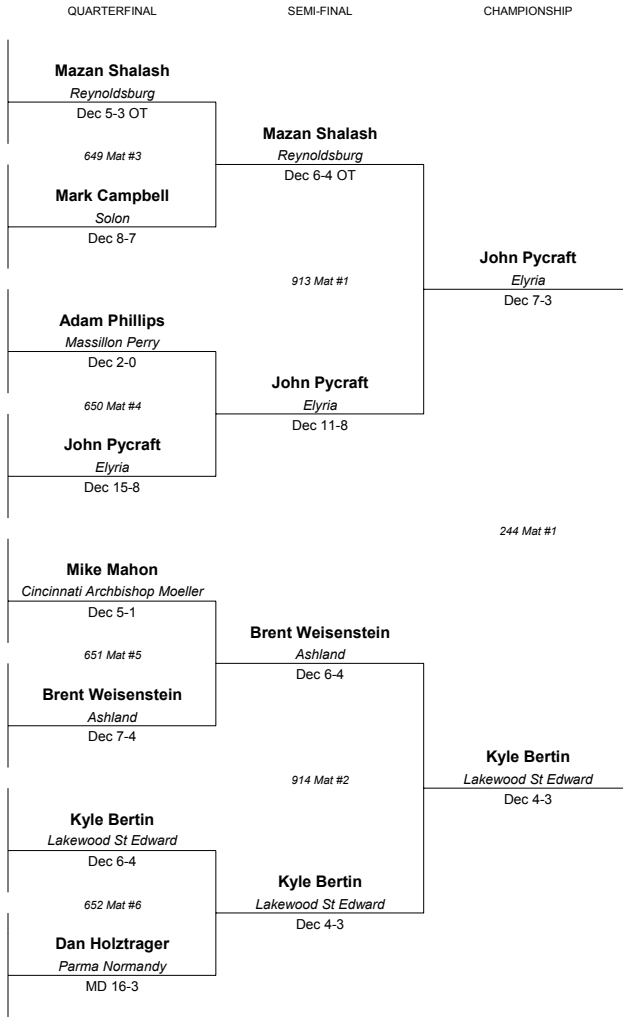 QUARTERFINAL
SEMI-FINAL
CHAMPIONSHIP
Mazan Shalash
Reynoldsburg
Dec 5-3 OT
649 Mat #3
Mark Campbell
Solon
Dec 8-7
Adam Phillips
Massillon Perry
Dec 2-0
650 Mat #4
John Pycraft
Elyria
Dec 15-8
Mike Mahon
Cincinnati Archbishop Moeller
Dec 5-1
651 Mat #5
Brent Weisenstein
Ashland
Dec 7-4
Kyle Bertin
Lakewood St Edward
Dec 6-4
652 Mat #6
Dan Holztrager
Parma Normandy
MD 16-3
Mazan Shalash
Reynoldsburg
Dec 6-4 OT
913 Mat #1
John Pycraft
Elyria
Dec 11-8
Brent Weisenstein
Ashland
Dec 6-4
914 Mat #2
Kyle Bertin
Lakewood St Edward
Dec 4-3
John Pycraft
Elyria
Dec 7-3
244 Mat #1
Kyle Bertin
Lakewood St Edward
Dec 4-3